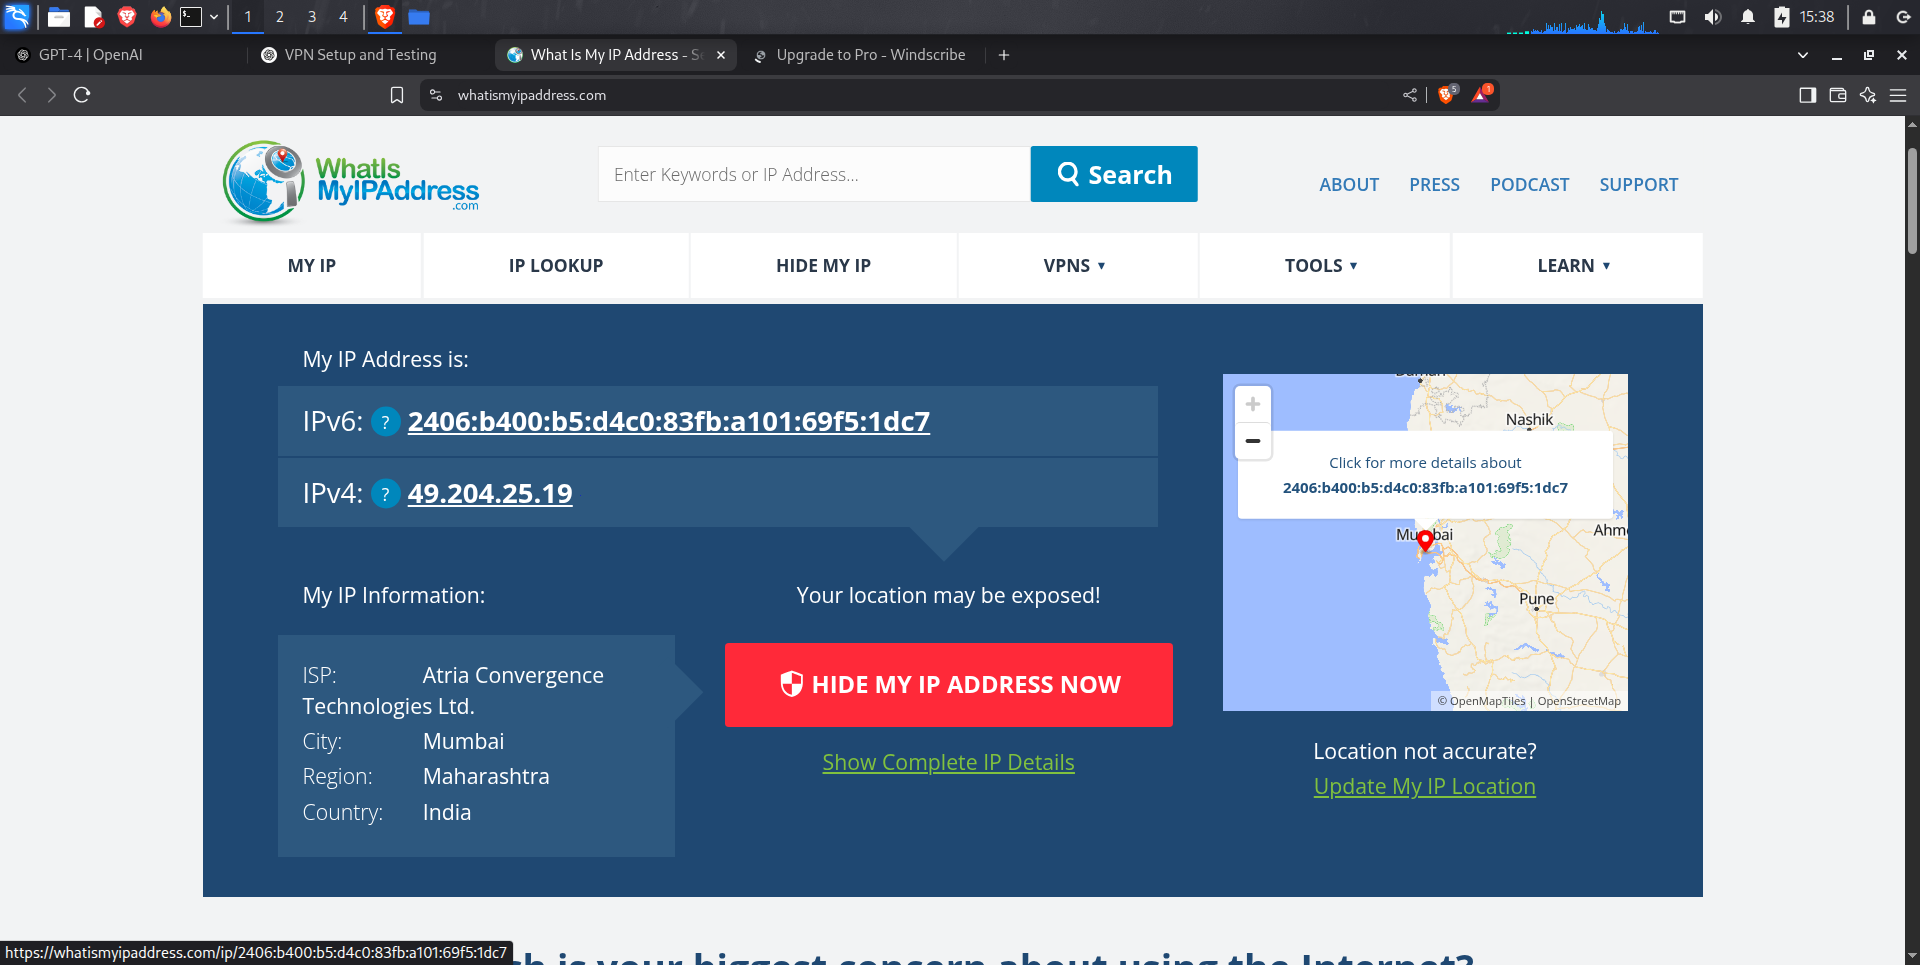 1 2 3 4 15:38
GPT-4 | OpenAI VPN Setup and Testing What Is My IP Address - Se Upgrade to Pro - Windscribe
whatismyipaddress.com 5 1
WhatIs
MyIPAddress
.com
Enter Keywords or IP Address...
Search
ABOUT PRESS PODCAST SUPPORT
MY IP IP LOOKUP HIDE MY IP VPNS ▼ TOOLS ▼ LEARN ▼
My IP Address is:
IPv6: ? 2406:b400:b5:d4c0:83fb:a101:69f5:1dc7
IPv4: ? 49.204.25.19
My IP Information:
ISP: Atria Convergence
Technologies Ltd.
City: Mumbai
Region: Maharashtra
Country: India
Your location may be exposed!
HIDE MY IP ADDRESS NOW
Show Complete IP Details
+
−
Daman
Nashik
Click for more details about
2406:b400:b5:d4c0:83fb:a101:69f5:1dc7
Mumbai
Ahm
Pune
© OpenMapTiles | OpenStreetMap
Location not accurate?
Update My IP Location
https://whatismyipaddress.com/ip/2406:b400:b5:d4c0:83fb:a101:69f5:1dc7
ch is your biggest concern about using the Internet?